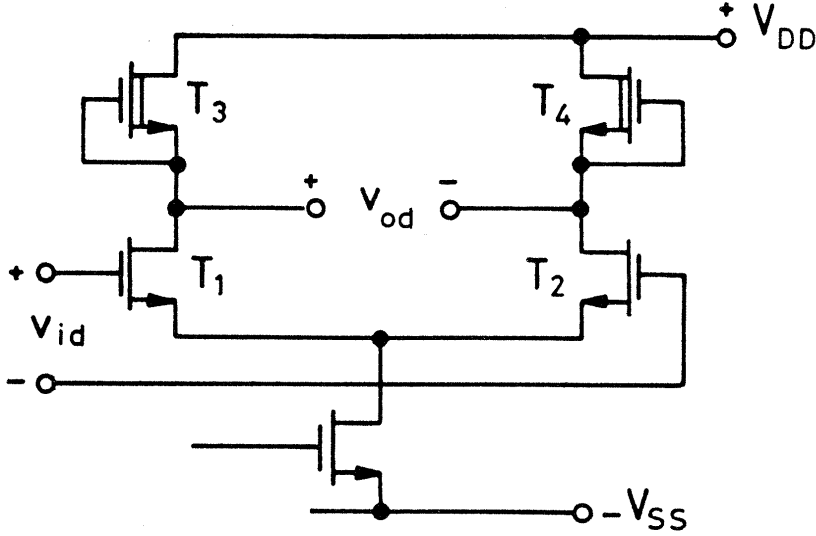 + V_DD
T_3 T_4
+ v_od −
+ T_1 T_2
v_id
−
−V_SS